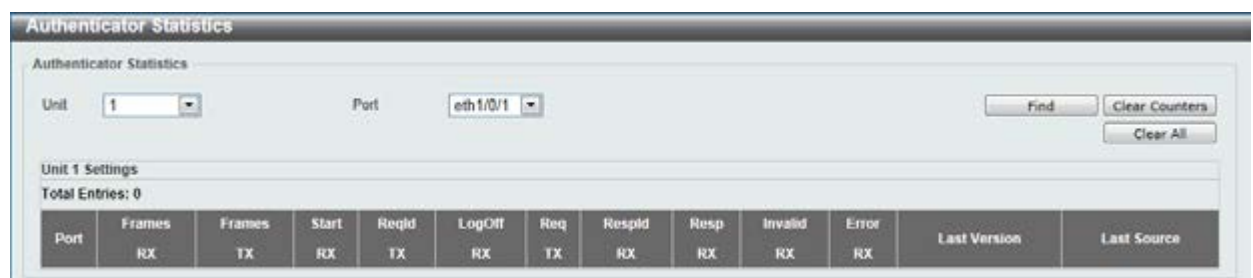 Authenticator Statistics
Authenticator Statistics
Unit 1 Port eth1/0/1 Find Clear Counters
Clear All
Unit 1 Settings
Total Entries: 0
Port Frames RX Frames TX Start RX ReqId TX LogOff RX Req TX RespId RX Resp RX Invalid RX Error RX Last Version Last Source